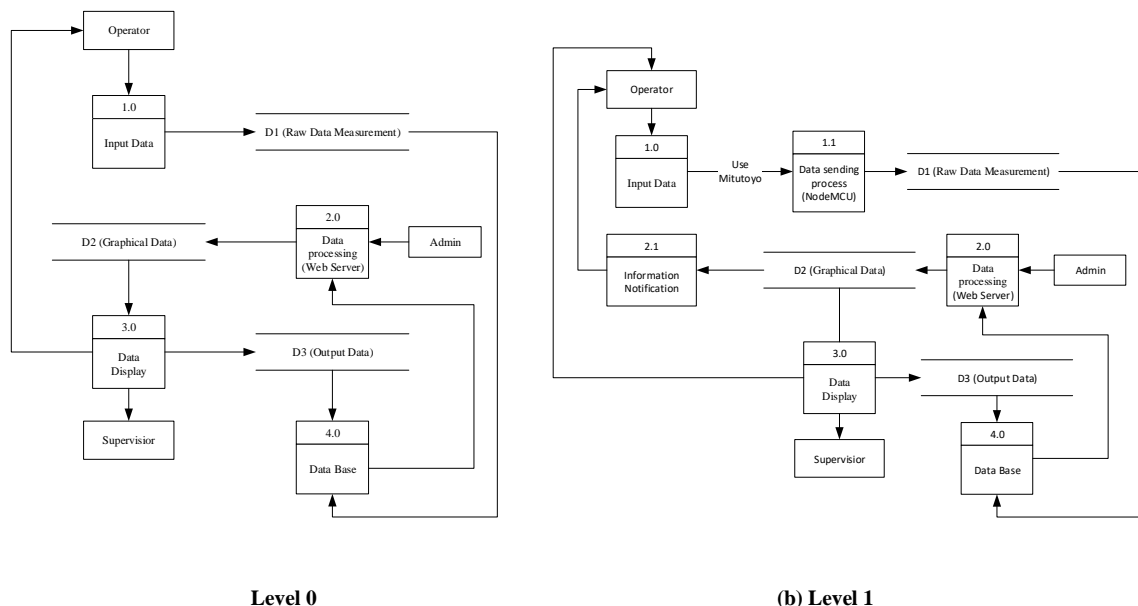 Operator
1.0
Input Data
D1 (Raw Data Measurement)
D2 (Graphical Data)
2.0
Data
processing
(Web Server)
Admin
3.0
Data
Display
D3 (Output Data)
Supervisior
4.0
Data Base
Level 0
Operator
1.0
Input Data
Use
Mitutoyo
1.1
Data sending
process
(NodeMCU)
D1 (Raw Data Measurement)
2.1
Information
Notification
D2 (Graphical Data)
2.0
Data
processing
(Web Server)
Admin
3.0
Data
Display
D3 (Output Data)
Supervisior
4.0
Data Base
(b) Level 1